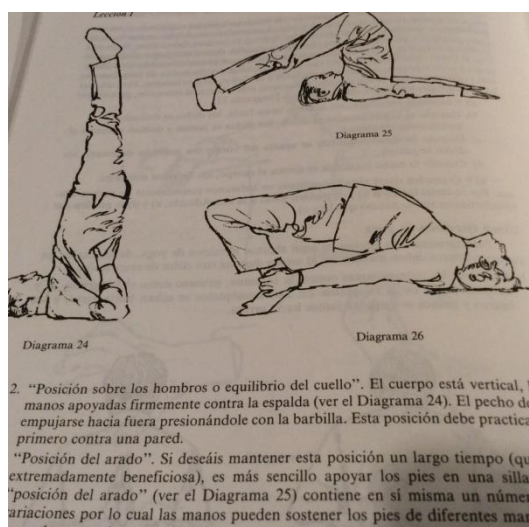 Lección I
Diagrama 25
Diagrama 24
Diagrama 26
2. “Posición sobre los hombros o equilibrio del cuello”. El cuerpo está vertical,
manos apoyadas firmemente contra la espalda (ver el Diagrama 24). El pecho de
empujarse hacia fuera presionándole con la barbilla. Esta posición debe practica
primero contra una pared.
“Posición del arado”. Si deseáis mantener esta posición un largo tiempo (qu
extremadamente beneficiosa), es más sencillo apoyar los pies en una silla
“posición del arado” (ver el Diagrama 25) contiene en sí misma un númer
variaciones por lo cual las manos pueden sostener los pies de diferentes ma